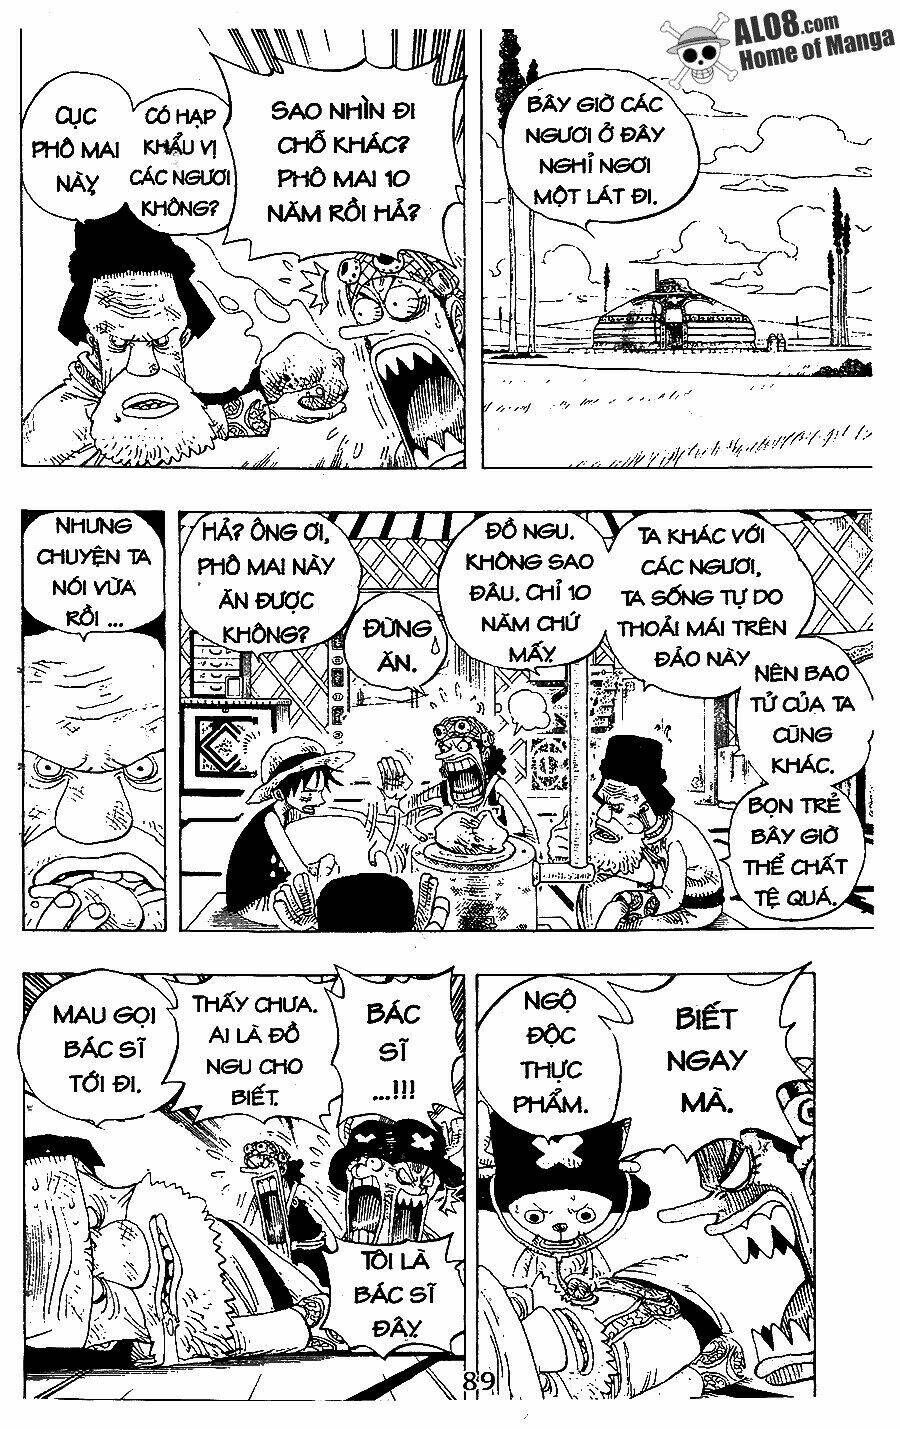 AL08.com
Home of Manga
BÂY GIỜ CÁC
NGƯƠI Ở ĐÂY
NGHỈ NGƠI
MỘT LÁT ĐI.
CỤC
PHÔ MAI
NÀY,
CÓ HẠP
KHẨU VỊ
CÁC NGƯƠI
KHÔNG?
SAO NHÌN ĐI
CHỖ KHÁC?
PHÔ MAI 10
NĂM RỒI HẢ?
HẢ? ÔNG ƠI,
PHÔ MAI NÀY
ĂN ĐƯỢC
KHÔNG?
ĐỪNG
ĂN.
ĐỒ NGU.
KHÔNG SAO
ĐÂU. CHỈ 10
NĂM CHỨ
MẤY.
TA KHÁC VỚI
CÁC NGƯƠI,
TA SỐNG TỰ DO
THOẢI MÁI TRÊN
ĐẢO NÀY
NÊN BAO
TỬ CỦA TA
CŨNG
KHÁC.
BỌN TRẺ
BÂY GIỜ
THỂ CHẤT
TỆ QUÁ.
NHƯNG
CHUYỆN TA
NÓI VỪA
RỒI ...
NGỘ
ĐỘC
THỰC
PHẨM.
BIẾT
NGAY
MÀ.
MAU GỌI
BÁC SĨ
TỚI ĐI.
THẤY CHƯA.
AI LÀ ĐỒ
NGU CHO
BIẾT.
BÁC
SĨ
...!!!
TÔI LÀ
BÁC SĨ
ĐÂY.
89